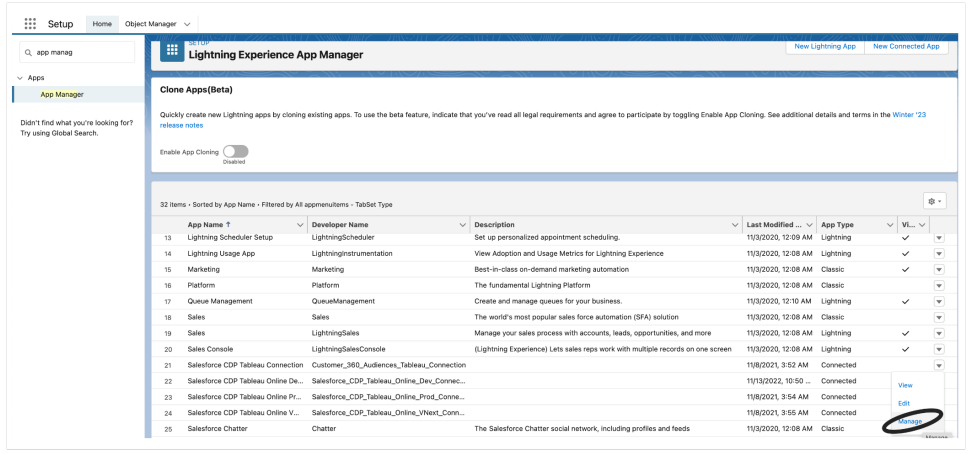 Setup Home Object Manager
app manag
Apps
App Manager
Didn't find what you're looking for?
Try using Global Search.
SETUP
Lightning Experience App Manager
New Lightning App New Connected App
Clone Apps(Beta)
Quickly create new Lightning apps by cloning existing apps. To use the beta feature, indicate that you've read all legal requirements and agree to participate by toggling Enable App Cloning. See additional details and terms in the Winter '23
release notes
Enable App Cloning
Disabled
32 items • Sorted by App Name • Filtered by All appmenuitems - TabSet Type
App Name ↑ Developer Name Description Last Modified ... App Type Vi...
13 Lightning Scheduler Setup LightningScheduler Set up personalized appointment scheduling. 11/3/2020, 12:09 AM Lightning
14 Lightning Usage App LightningInstrumentation View Adoption and Usage Metrics for Lightning Experience 11/3/2020, 12:08 AM Lightning
15 Marketing Marketing Best-in-class on-demand marketing automation 11/3/2020, 12:08 AM Classic
16 Platform Platform The fundamental Lightning Platform 11/3/2020, 12:08 AM Classic
17 Queue Management QueueManagement Create and manage queues for your business. 11/3/2020, 12:10 AM Lightning
18 Sales Sales The world's most popular sales force automation (SFA) solution 11/3/2020, 12:08 AM Classic
19 Sales LightningSales Manage your sales process with accounts, leads, opportunities, and more 11/3/2020, 12:08 AM Lightning
20 Sales Console LightningSalesConsole (Lightning Experience) Lets sales reps work with multiple records on one screen 11/3/2020, 12:08 AM Lightning
21 Salesforce CDP Tableau Connection Customer_360_Audiences_Tableau_Connection 11/8/2021, 3:52 AM Connected
22 Salesforce CDP Tableau Online De... Salesforce_CDP_Tableau_Online_Dev_Connec... 11/13/2022, 10:50 ... Connected
23 Salesforce CDP Tableau Online Pr... Salesforce_CDP_Tableau_Online_Prod_Conne... 11/8/2021, 3:54 AM Connected
24 Salesforce CDP Tableau Online V... Salesforce_CDP_Tableau_Online_VNext_Conn... 11/8/2021, 3:55 AM Connected
25 Salesforce Chatter Chatter The Salesforce Chatter social network, including profiles and feeds 11/3/2020, 12:08 AM Classic
View
Edit
Manage
Manage